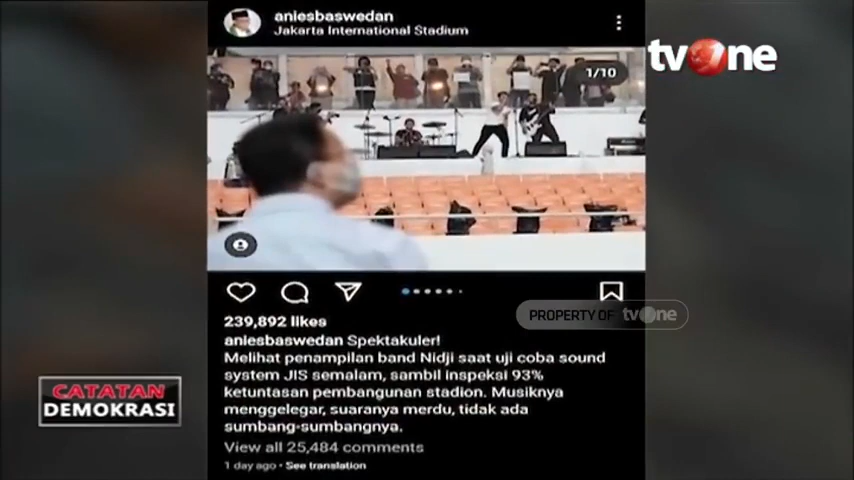 aniesbaswedan
Jakarta International Stadium
1/10
tvOne
PROPERTY OF tvOne
239,892 likes
aniesbaswedan Spektakuler!
Melihat penampilan band Nidji saat uji coba sound
system JIS semalam, sambil inspeksi 93%
ketuntasan pembangunan stadion. Musiknya
menggelegar, suaranya merdu, tidak ada
sumbang-sumbangnya.
View all 25,484 comments
1 day ago • See translation
CATATAN
DEMOKRASI